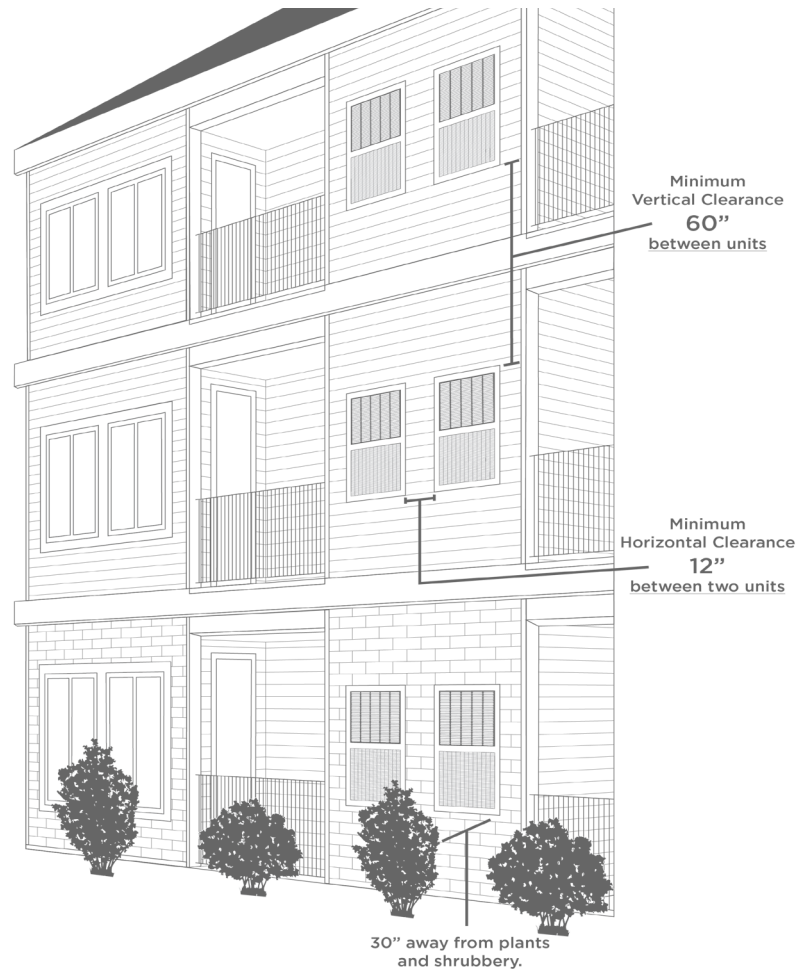 Minimum
Vertical Clearance
60”
between units
Minimum
Horizontal Clearance
12”
between two units
30” away from plants
and shrubbery.